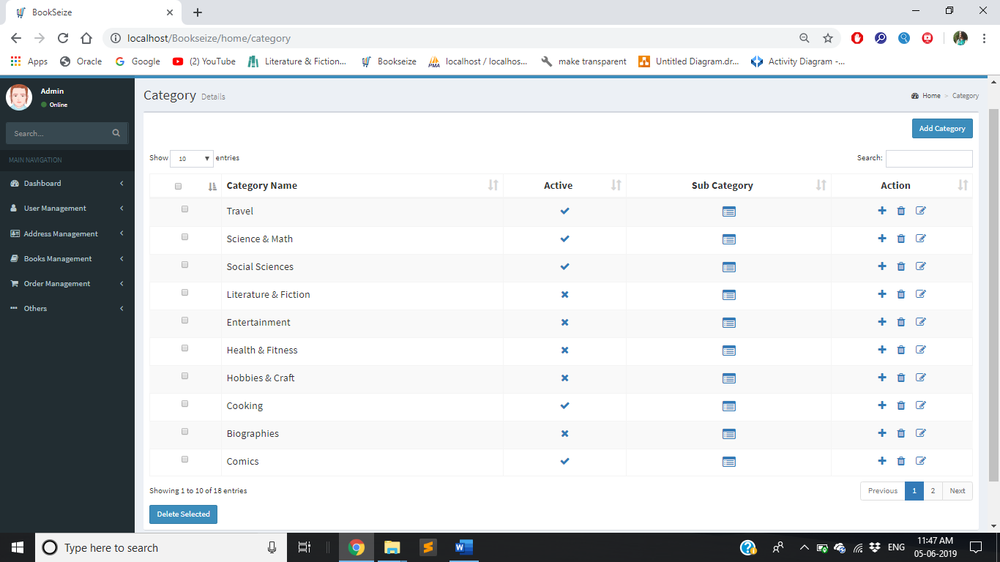 BookSeize
localhost/Bookseize/home/category
Apps Oracle Google (2) YouTube Literature & Fiction... Bookseize localhost / localhos... make transparent Untitled Diagram.dr... Activity Diagram -...
Admin
Online
Search...
MAIN NAVIGATION
Dashboard
User Management
Address Management
Books Management
Order Management
Others
Category Details
Home > Category
Add Category
Show 10 entries
Search:
Category Name Active Sub Category Action
Travel
Science & Math
Social Sciences
Literature & Fiction
Entertainment
Health & Fitness
Hobbies & Craft
Cooking
Biographies
Comics
Showing 1 to 10 of 18 entries
Previous 1 2 Next
Delete Selected
Type here to search
ENG
11:47 AM
05-06-2019